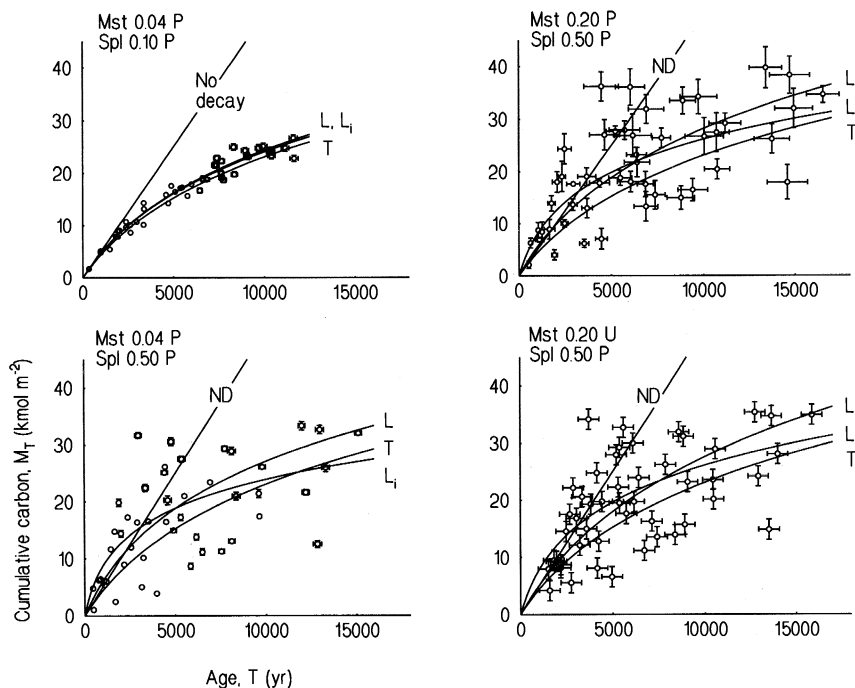 Mst 0.04 P
Spl 0.10 P
40
30
20
10
0
No
decay
L, Li
T
0
5000
10000
15000
Mst 0.20 P
Spl 0.50 P
40
30
20
10
0
ND
L
L
T
0
5000
10000
15000
Mst 0.04 P
Spl 0.50 P
40
30
20
10
0
ND
L
T
Li
0
5000
10000
15000
Mst 0.20 U
Spl 0.50 P
40
30
20
10
0
ND
L
L
T
0
5000
10000
15000
Cumulative carbon, MT (kmol m-2)
Age, T (yr)